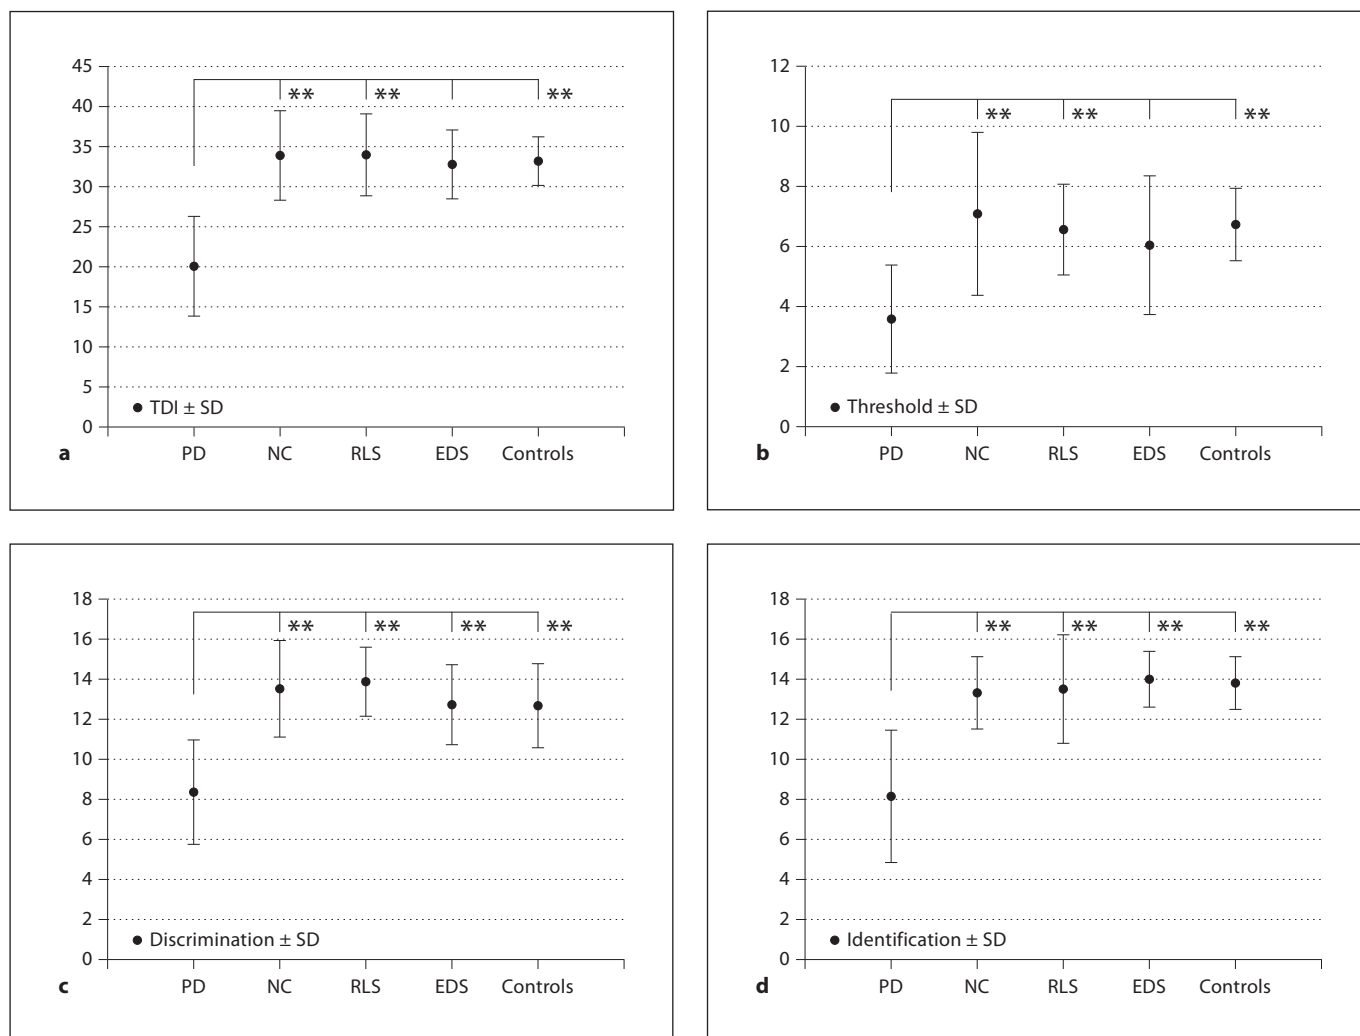 45
40
35
30
25
20
15
10
5
0
** ** **
● TDI ± SD
PD NC RLS EDS Controls
a
12
10
8
6
4
2
0
** ** **
● Threshold ± SD
PD NC RLS EDS Controls
b
18
16
14
12
10
8
6
4
2
0
** ** ** **
● Discrimination ± SD
PD NC RLS EDS Controls
c
18
16
14
12
10
8
6
4
2
0
** ** ** **
● Identification ± SD
PD NC RLS EDS Controls
d